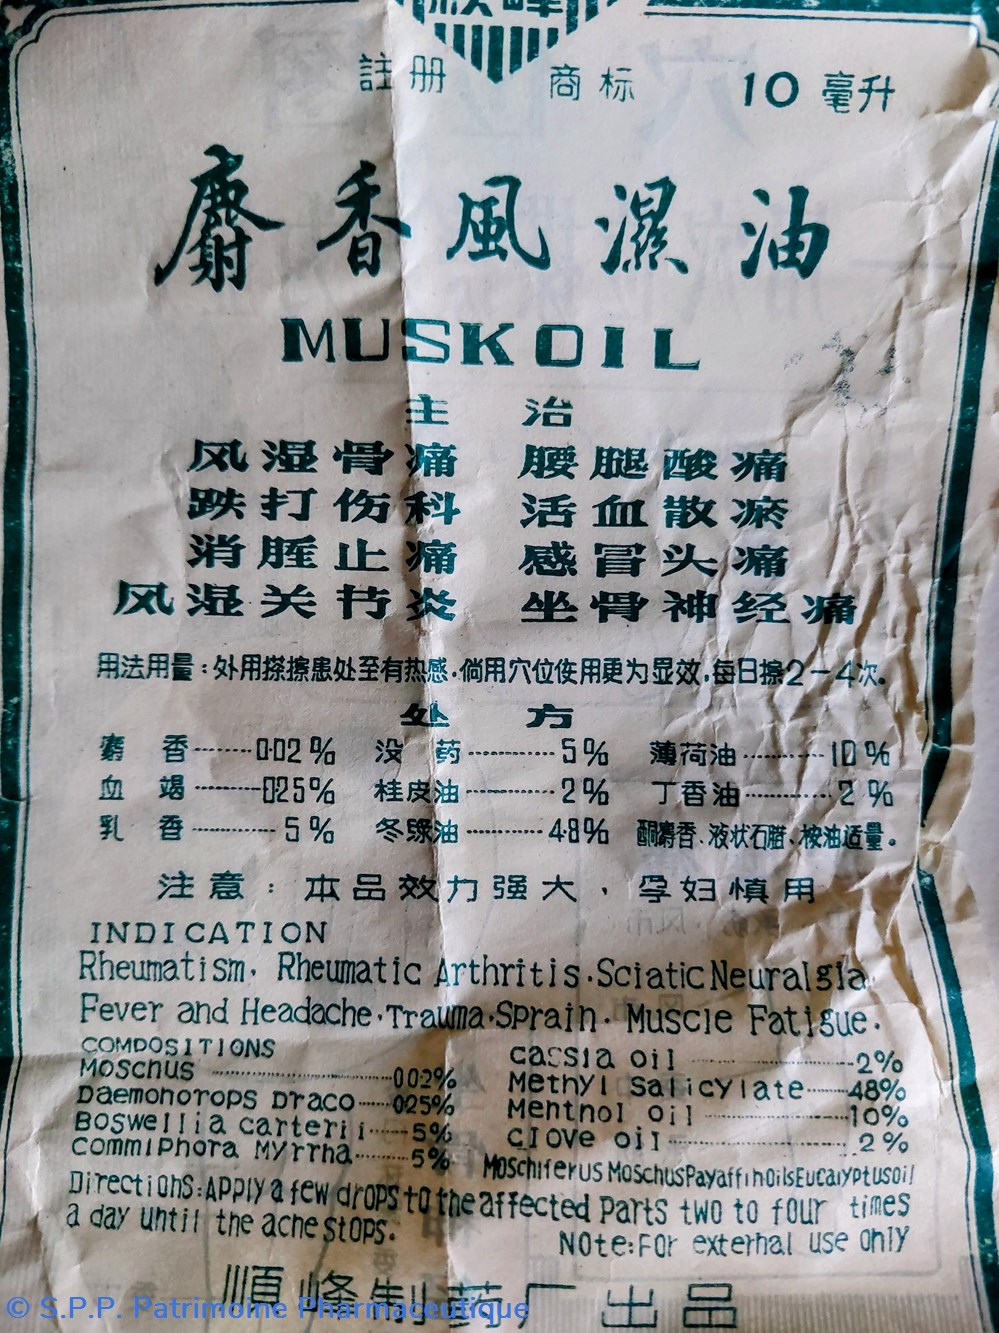 註册 商标 10 毫升
麝香風濕油
MUSKOIL
主 治
风湿骨痛 腰腿酸痛
跌打伤科 活血散瘀
消胵止痛 感冒头痛
风湿关节炎 坐骨神经痛
用法用量：外用搽擦患处至有热感·倘用穴位使用更为显效，每日擦2－4次。
处 方
麝 香········0·02% 没 药··········5% 薄荷油·········10%
血 竭········0·25% 桂皮油··········2% 丁香油·········2%
乳 香········5% 冬綠油··········48% 酮麝香、液状石腊、桉油适量。
注意：本品效力强大，孕妇慎用
INDICATION
Rheumatism· Rheumatic Arthritis·Sciatic Neuralgia
Fever and Headache·Trauma·Sprain· Muscle Fatigue·
COMPOSITIONS
Moschus ········0·02% Cassia oil ········2%
Daemonorops Draco····0·25% Methyl Salicylate····48%
Boswellia Carterii····5% Menthol oil········10%
Commiphora Myrrha····5% Clove oil········2%
Moschiferus Moschus Payaffinoils Eucalyptusoil
Directions: Apply a few drops to the affected Parts two to four times
a day until the ache stops.
Note: For external use only
順峰制药厂出品
© S.P.P. Patrimoine Pharmaceutique